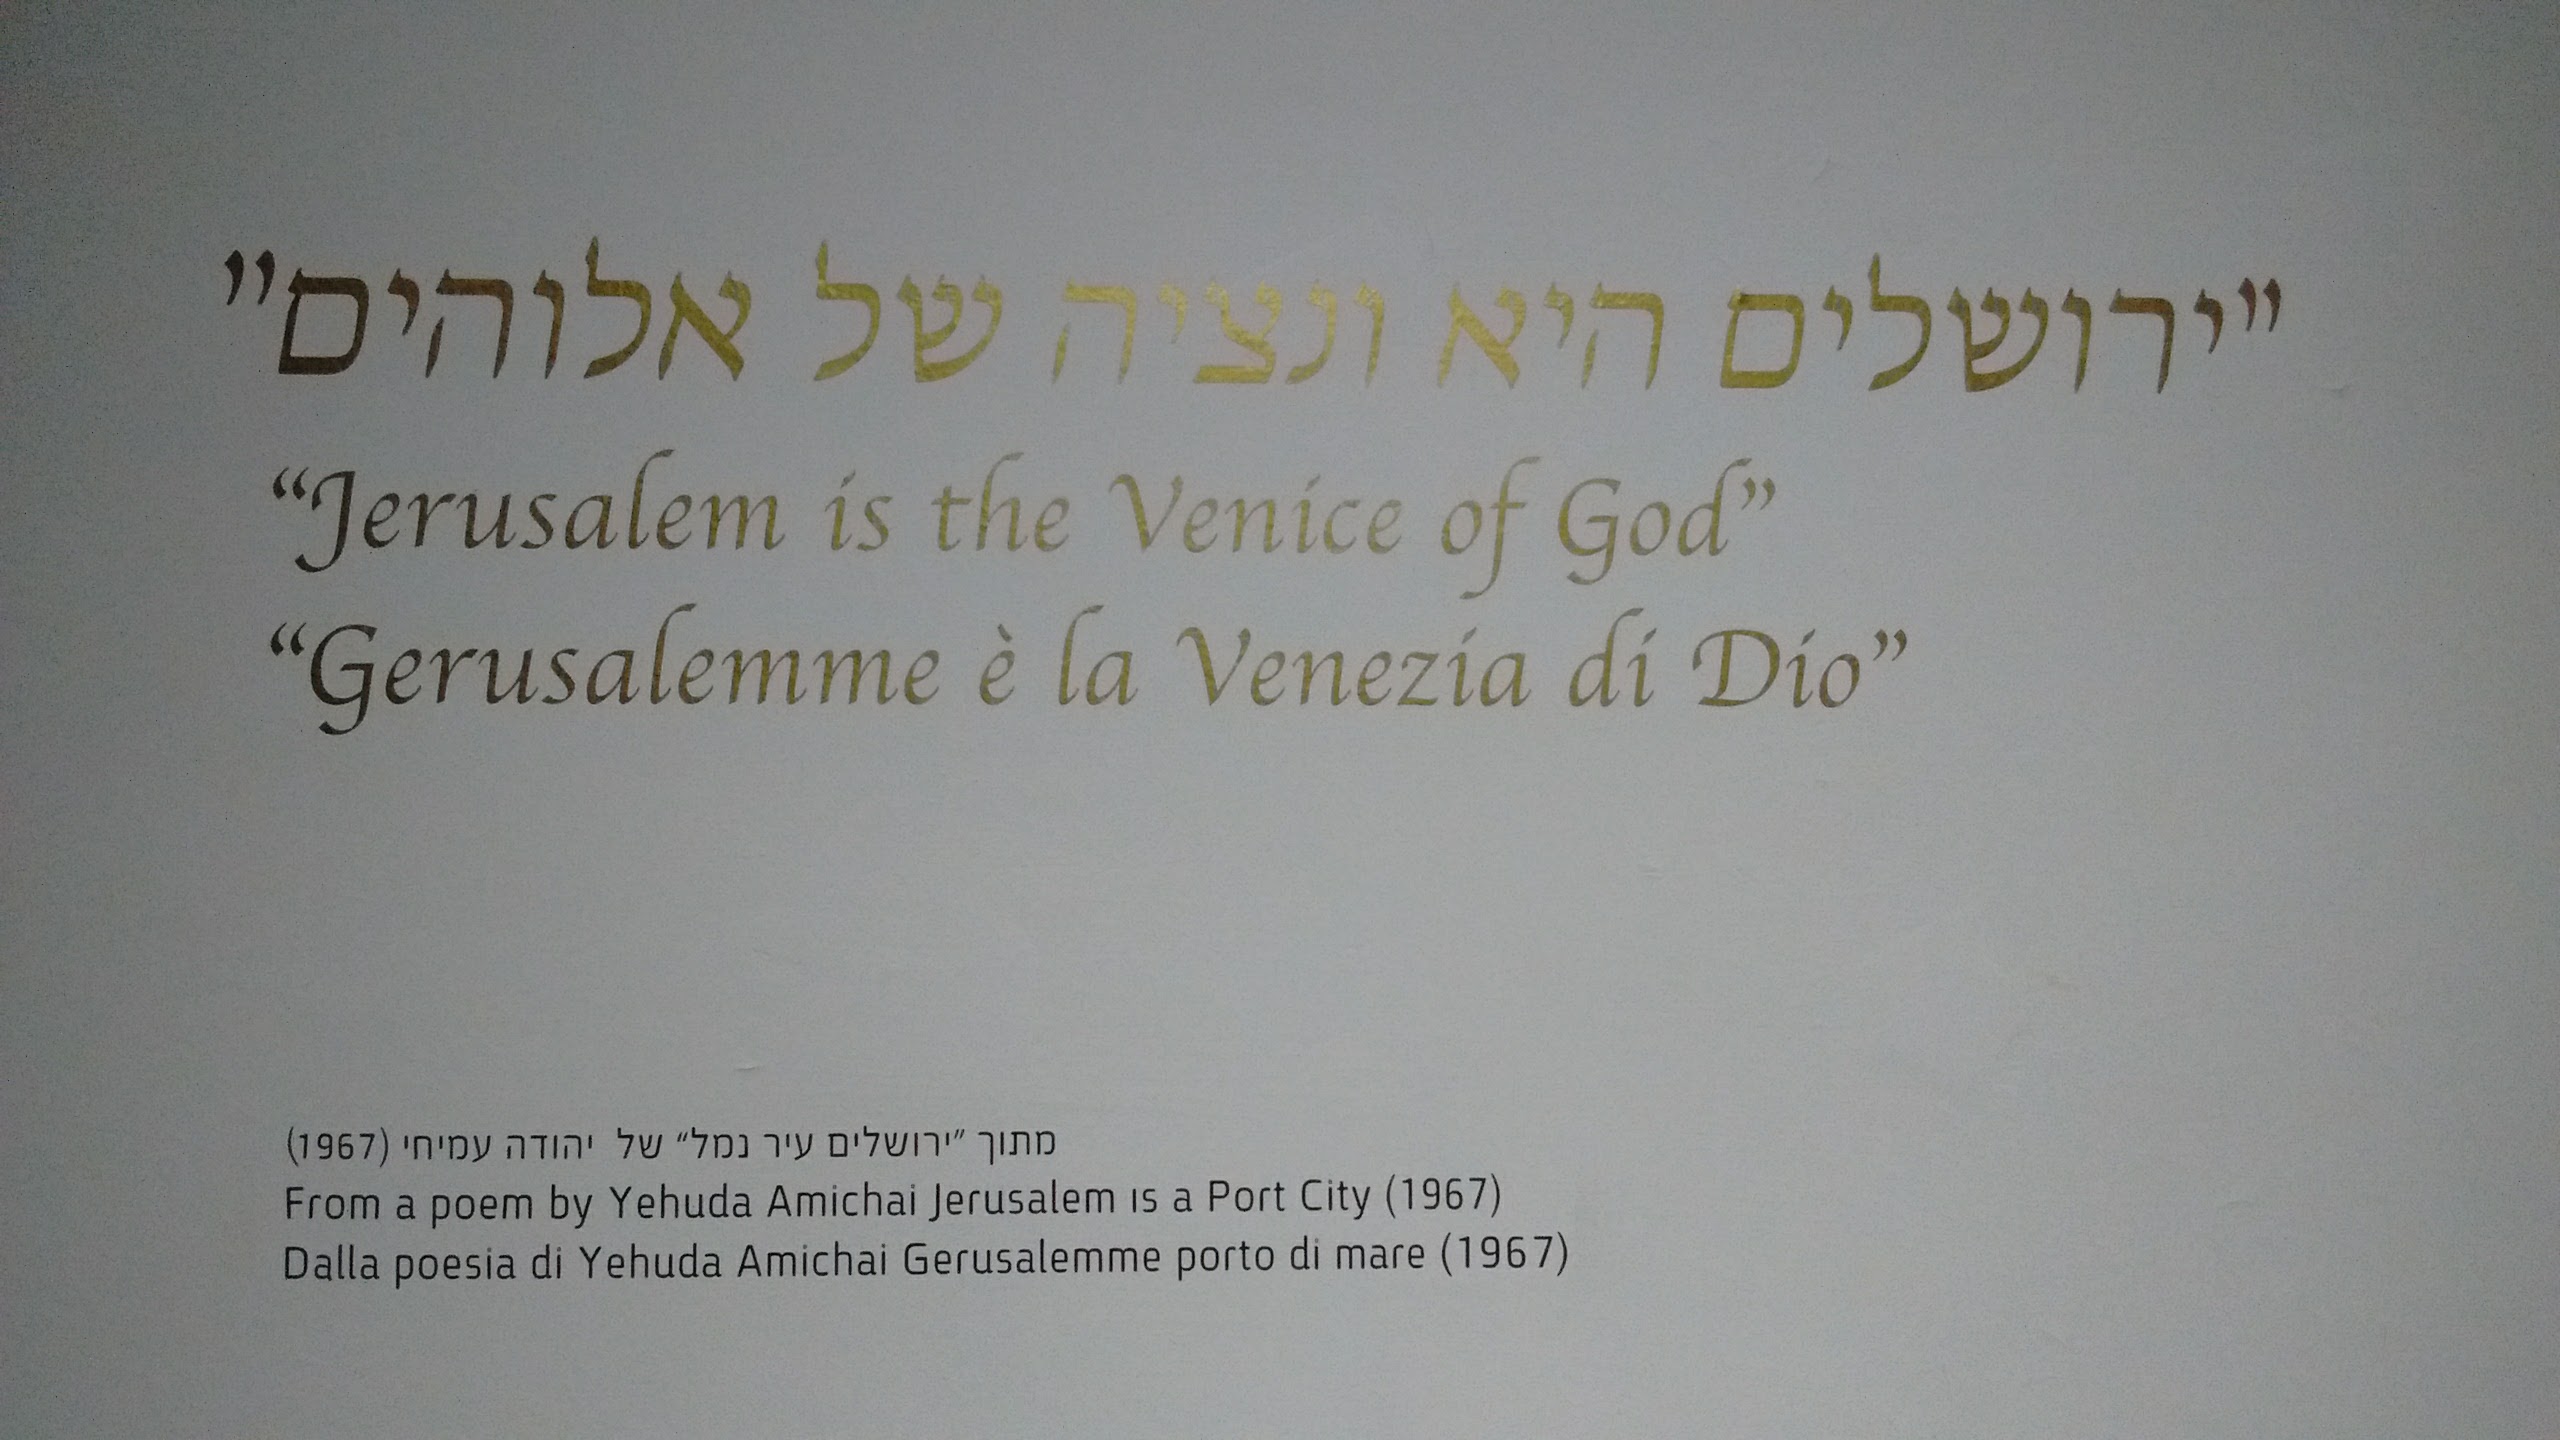 "ירושלים היא ונציה של אלוהים"
“Jerusalem is the Venice of God”
“Gerusalemme è la Venezia di Dio”
מתוך "ירושלים עיר נמל" של יהודה עמיחי (1967)
From a poem by Yehuda Amichai Jerusalem is a Port City (1967)
Dalla poesia di Yehuda Amichai Gerusalemme porto di mare (1967)